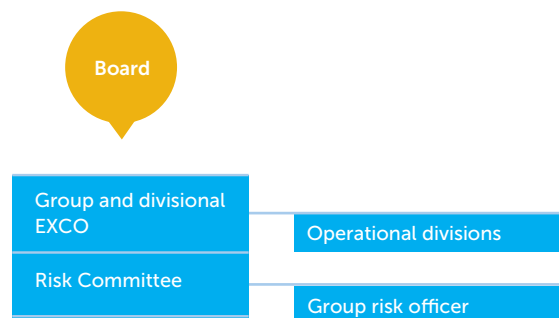 Board
Group and divisional
EXCO
Operational divisions
Risk Committee
Group risk officer